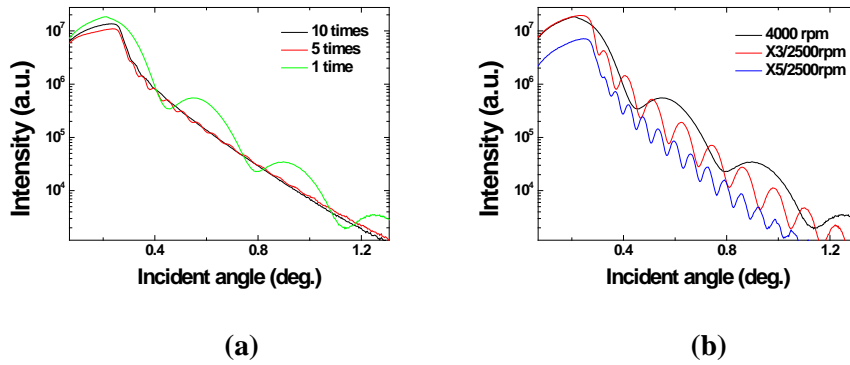 10 times
5 times
1 time
10^7
10^6
10^5
10^4
Intensity (a.u.)
0.4 0.8 1.2
Incident angle (deg.)
(a)
4000 rpm
X3/2500rpm
X5/2500rpm
10^7
10^6
10^5
10^4
Intensity (a.u.)
0.4 0.8 1.2
Incident angle (deg.)
(b)